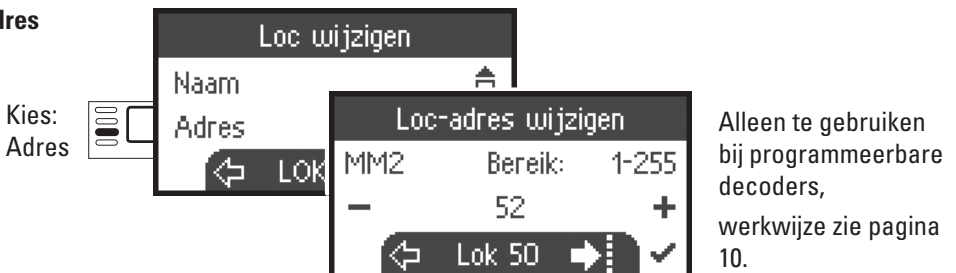 Loc wijzigen
Naam
Kies:
Adres
Adres
LOK
Loc-adres wijzigen
MM2 Bereik: 1-255
− 52 +
Lok 50
Alleen te gebruiken
bij programmeerbare
decoders,
werkwijze zie pagina
10.